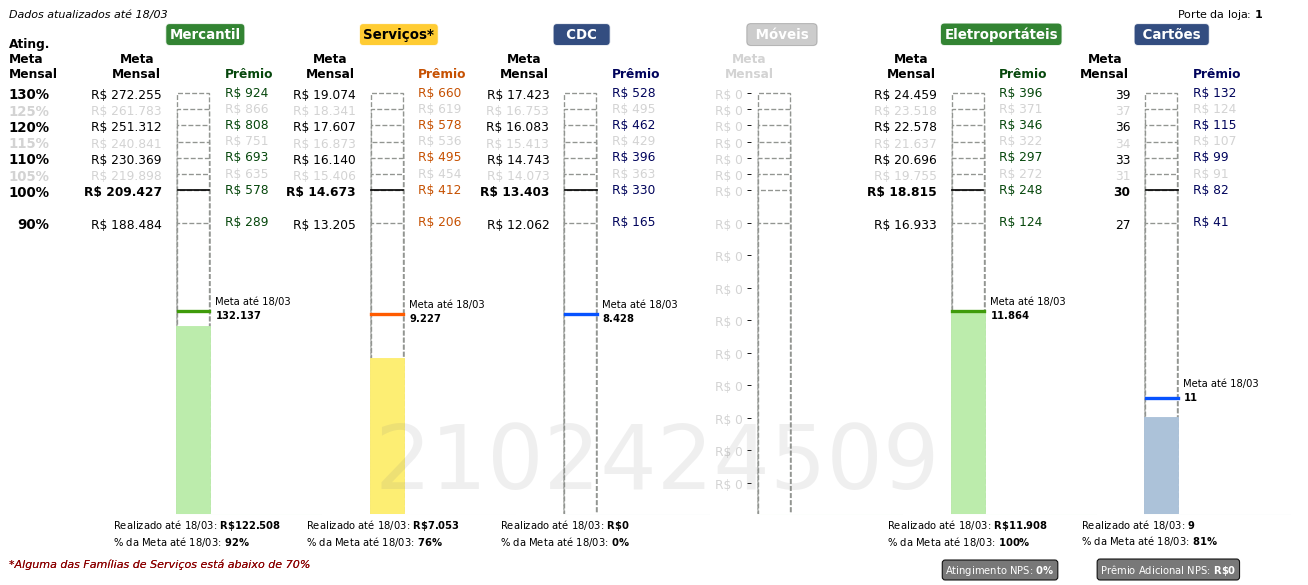 Dados atualizados até 18/03
Porte da loja: 1
Mercantil Serviços* CDC Móveis Eletroportáteis Cartões
Ating. Meta Mensal
Meta Mensal Prêmio Meta Mensal Prêmio Meta Mensal Prêmio Meta Mensal Meta Mensal Prêmio Meta Mensal Prêmio
130% R$ 272.255 R$ 924 R$ 19.074 R$ 660 R$ 17.423 R$ 528 R$ 0 R$ 24.459 R$ 396 39 R$ 132
125% R$ 261.783 R$ 866 R$ 18.341 R$ 619 R$ 16.753 R$ 495 R$ 0 R$ 23.518 R$ 371 37 R$ 124
120% R$ 251.312 R$ 808 R$ 17.607 R$ 578 R$ 16.083 R$ 462 R$ 0 R$ 22.578 R$ 346 36 R$ 115
115% R$ 240.841 R$ 751 R$ 16.873 R$ 536 R$ 15.413 R$ 429 R$ 0 R$ 21.637 R$ 322 34 R$ 107
110% R$ 230.369 R$ 693 R$ 16.140 R$ 495 R$ 14.743 R$ 396 R$ 0 R$ 20.696 R$ 297 33 R$ 99
105% R$ 219.898 R$ 635 R$ 15.406 R$ 454 R$ 14.073 R$ 363 R$ 0 R$ 19.755 R$ 272 31 R$ 91
100% R$ 209.427 R$ 578 R$ 14.673 R$ 412 R$ 13.403 R$ 330 R$ 0 R$ 18.815 R$ 248 30 R$ 82
90% R$ 188.484 R$ 289 R$ 13.205 R$ 206 R$ 12.062 R$ 165 R$ 0 R$ 16.933 R$ 124 27 R$ 41
R$ 0
R$ 0
Meta até 18/03 Meta até 18/03 Meta até 18/03 Meta até 18/03
132.137 9.227 8.428 11.864
R$ 0
R$ 0
R$ 0
Meta até 18/03
11
R$ 0
R$ 0
R$ 0
2102424509
Realizado até 18/03: R$122.508 Realizado até 18/03: R$7.053 Realizado até 18/03: R$0 Realizado até 18/03: R$11.908 Realizado até 18/03: 9
% da Meta até 18/03: 92% % da Meta até 18/03: 76% % da Meta até 18/03: 0% % da Meta até 18/03: 100% % da Meta até 18/03: 81%
*Alguma das Famílias de Serviços está abaixo de 70%
Atingimento NPS: 0% Prêmio Adicional NPS: R$0